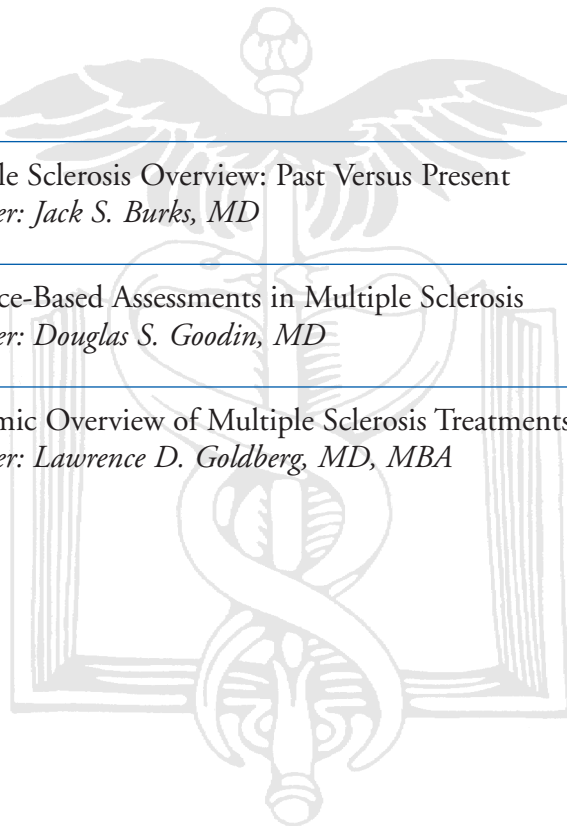 le Sclerosis Overview: Past Versus Present
er: Jack S. Burks, MD
ce-Based Assessments in Multiple Sclerosis
er: Douglas S. Goodin, MD
mic Overview of Multiple Sclerosis Treatments
er: Lawrence D. Goldberg, MD, MBA